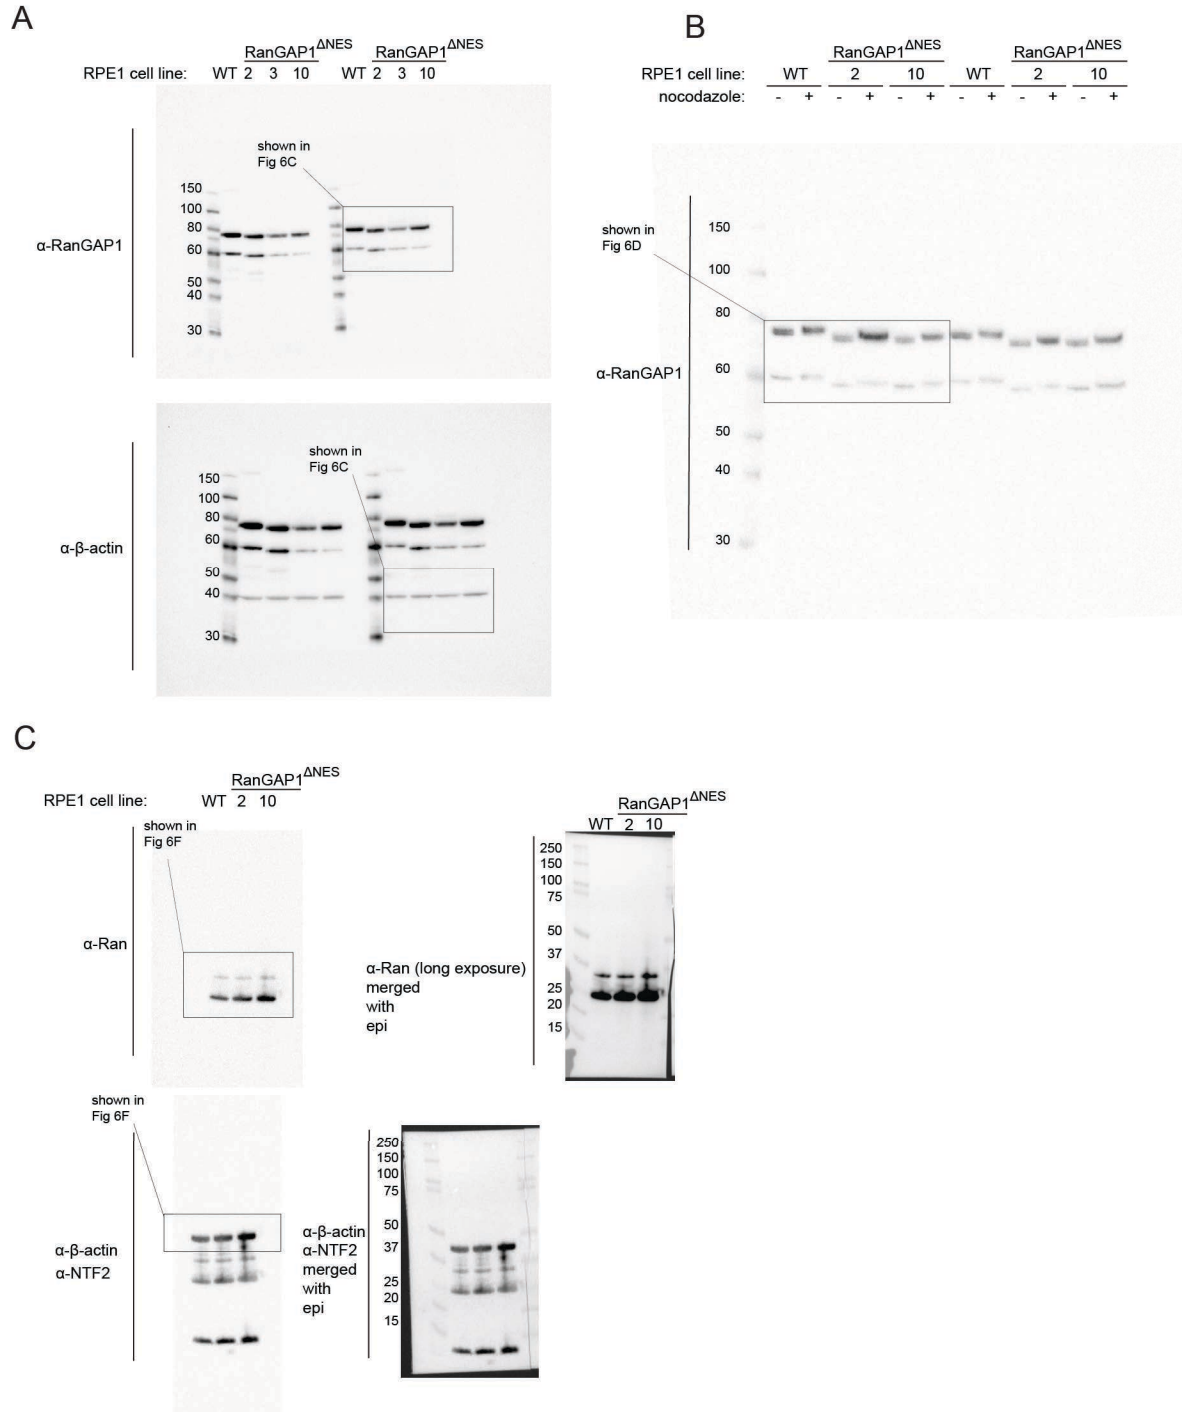 A
RanGAP1ΔNES RanGAP1ΔNES
RPE1 cell line: WT 2 3 10 WT 2 3 10
shown in
Fig 6C
150
100
80
60
50
40
30
α-RanGAP1
shown in
Fig 6C
150
100
80
60
50
40
30
α-β-actin
B
RanGAP1ΔNES RanGAP1ΔNES
RPE1 cell line: WT 2 10 WT 2 10
nocodazole: - + - + - + - + - + - +
shown in
Fig 6D
150
100
80
60
50
40
30
α-RanGAP1
C
RanGAP1ΔNES
RPE1 cell line: WT 2 10
shown in
Fig 6F
α-Ran
RanGAP1ΔNES
WT 2 10
250
150
100
75
50
37
25
20
15
α-Ran (long exposure)
merged
with
epi
shown in
Fig 6F
α-β-actin
α-NTF2
250
150
100
75
50
37
25
20
15
α-β-actin
α-NTF2
merged
with
epi